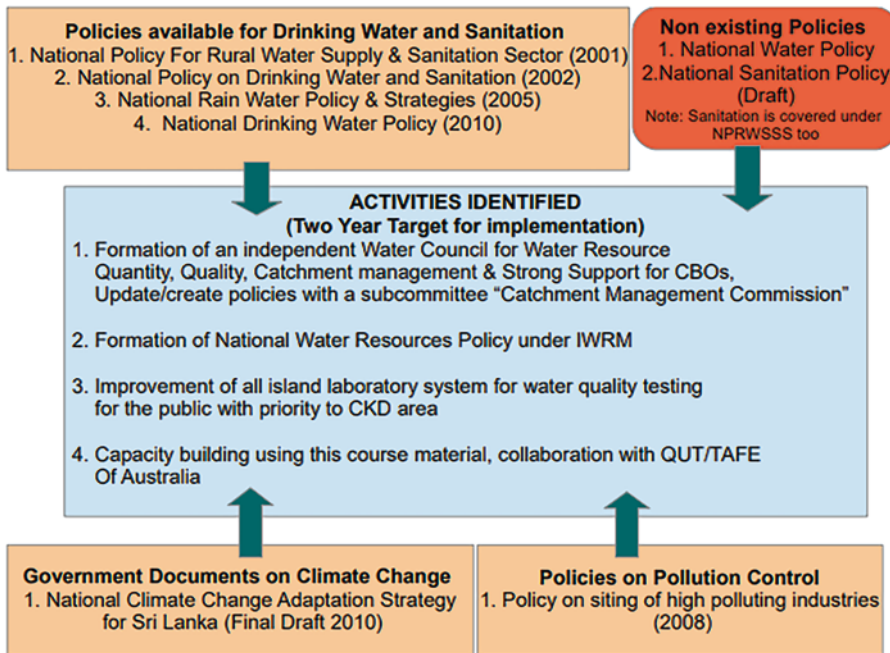 Policies available for Drinking Water and Sanitation
1. National Policy For Rural Water Supply & Sanitation Sector (2001)
2. National Policy on Drinking Water and Sanitation (2002)
3. National Rain Water Policy & Strategies (2005)
4. National Drinking Water Policy (2010)
Non existing Policies
1. National Water Policy
2.National Sanitation Policy
(Draft)
Note: Sanitation is covered under
NPRWSSS too
ACTIVITIES IDENTIFIED
(Two Year Target for implementation)
1. Formation of an independent Water Council for Water Resource
Quantity, Quality, Catchment management & Strong Support for CBOs,
Update/create policies with a subcommittee “Catchment Management Commission”
2. Formation of National Water Resources Policy under IWRM
3. Improvement of all island laboratory system for water quality testing
for the public with priority to CKD area
4. Capacity building using this course material, collaboration with QUT/TAFE
Of Australia
Government Documents on Climate Change
1. National Climate Change Adaptation Strategy
for Sri Lanka (Final Draft 2010)
Policies on Pollution Control
1. Policy on siting of high polluting industries
(2008)